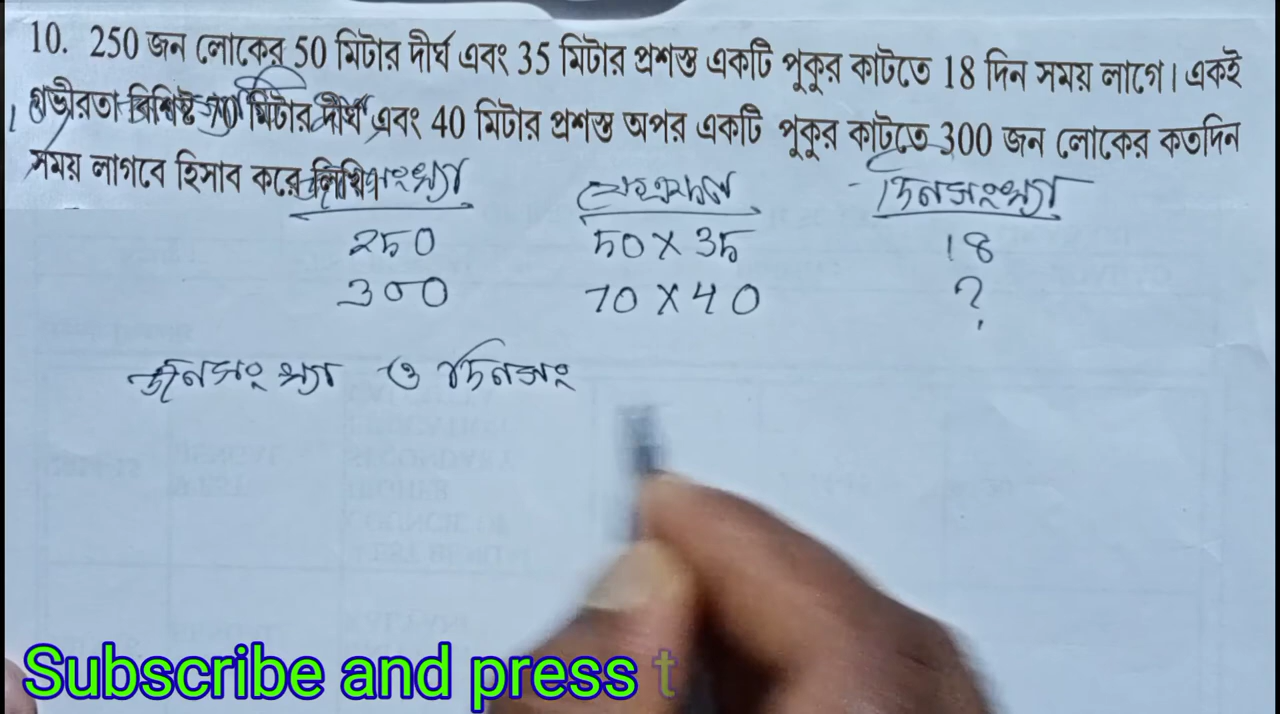 10. 250 জন লোকের 50 মিটার দীর্ঘ এবং 35 মিটার প্রশস্ত একটি পুকুর কাটতে 18 দিন সময় লাগে। একই
গভীরতা বিশিষ্ট 70 মিটার দীর্ঘ এবং 40 মিটার প্রশস্ত অপর একটি পুকুর কাটতে 300 জন লোকের কতদিন
সময় লাগবে হিসাব করে লিখি।
জনসংখ্যা ক্ষেত্রফল দিনসংখ্যা
250 50 X 35 18
300 70 X 40 ?
জনসংখ্যা ও দিনসং
Subscribe and press t